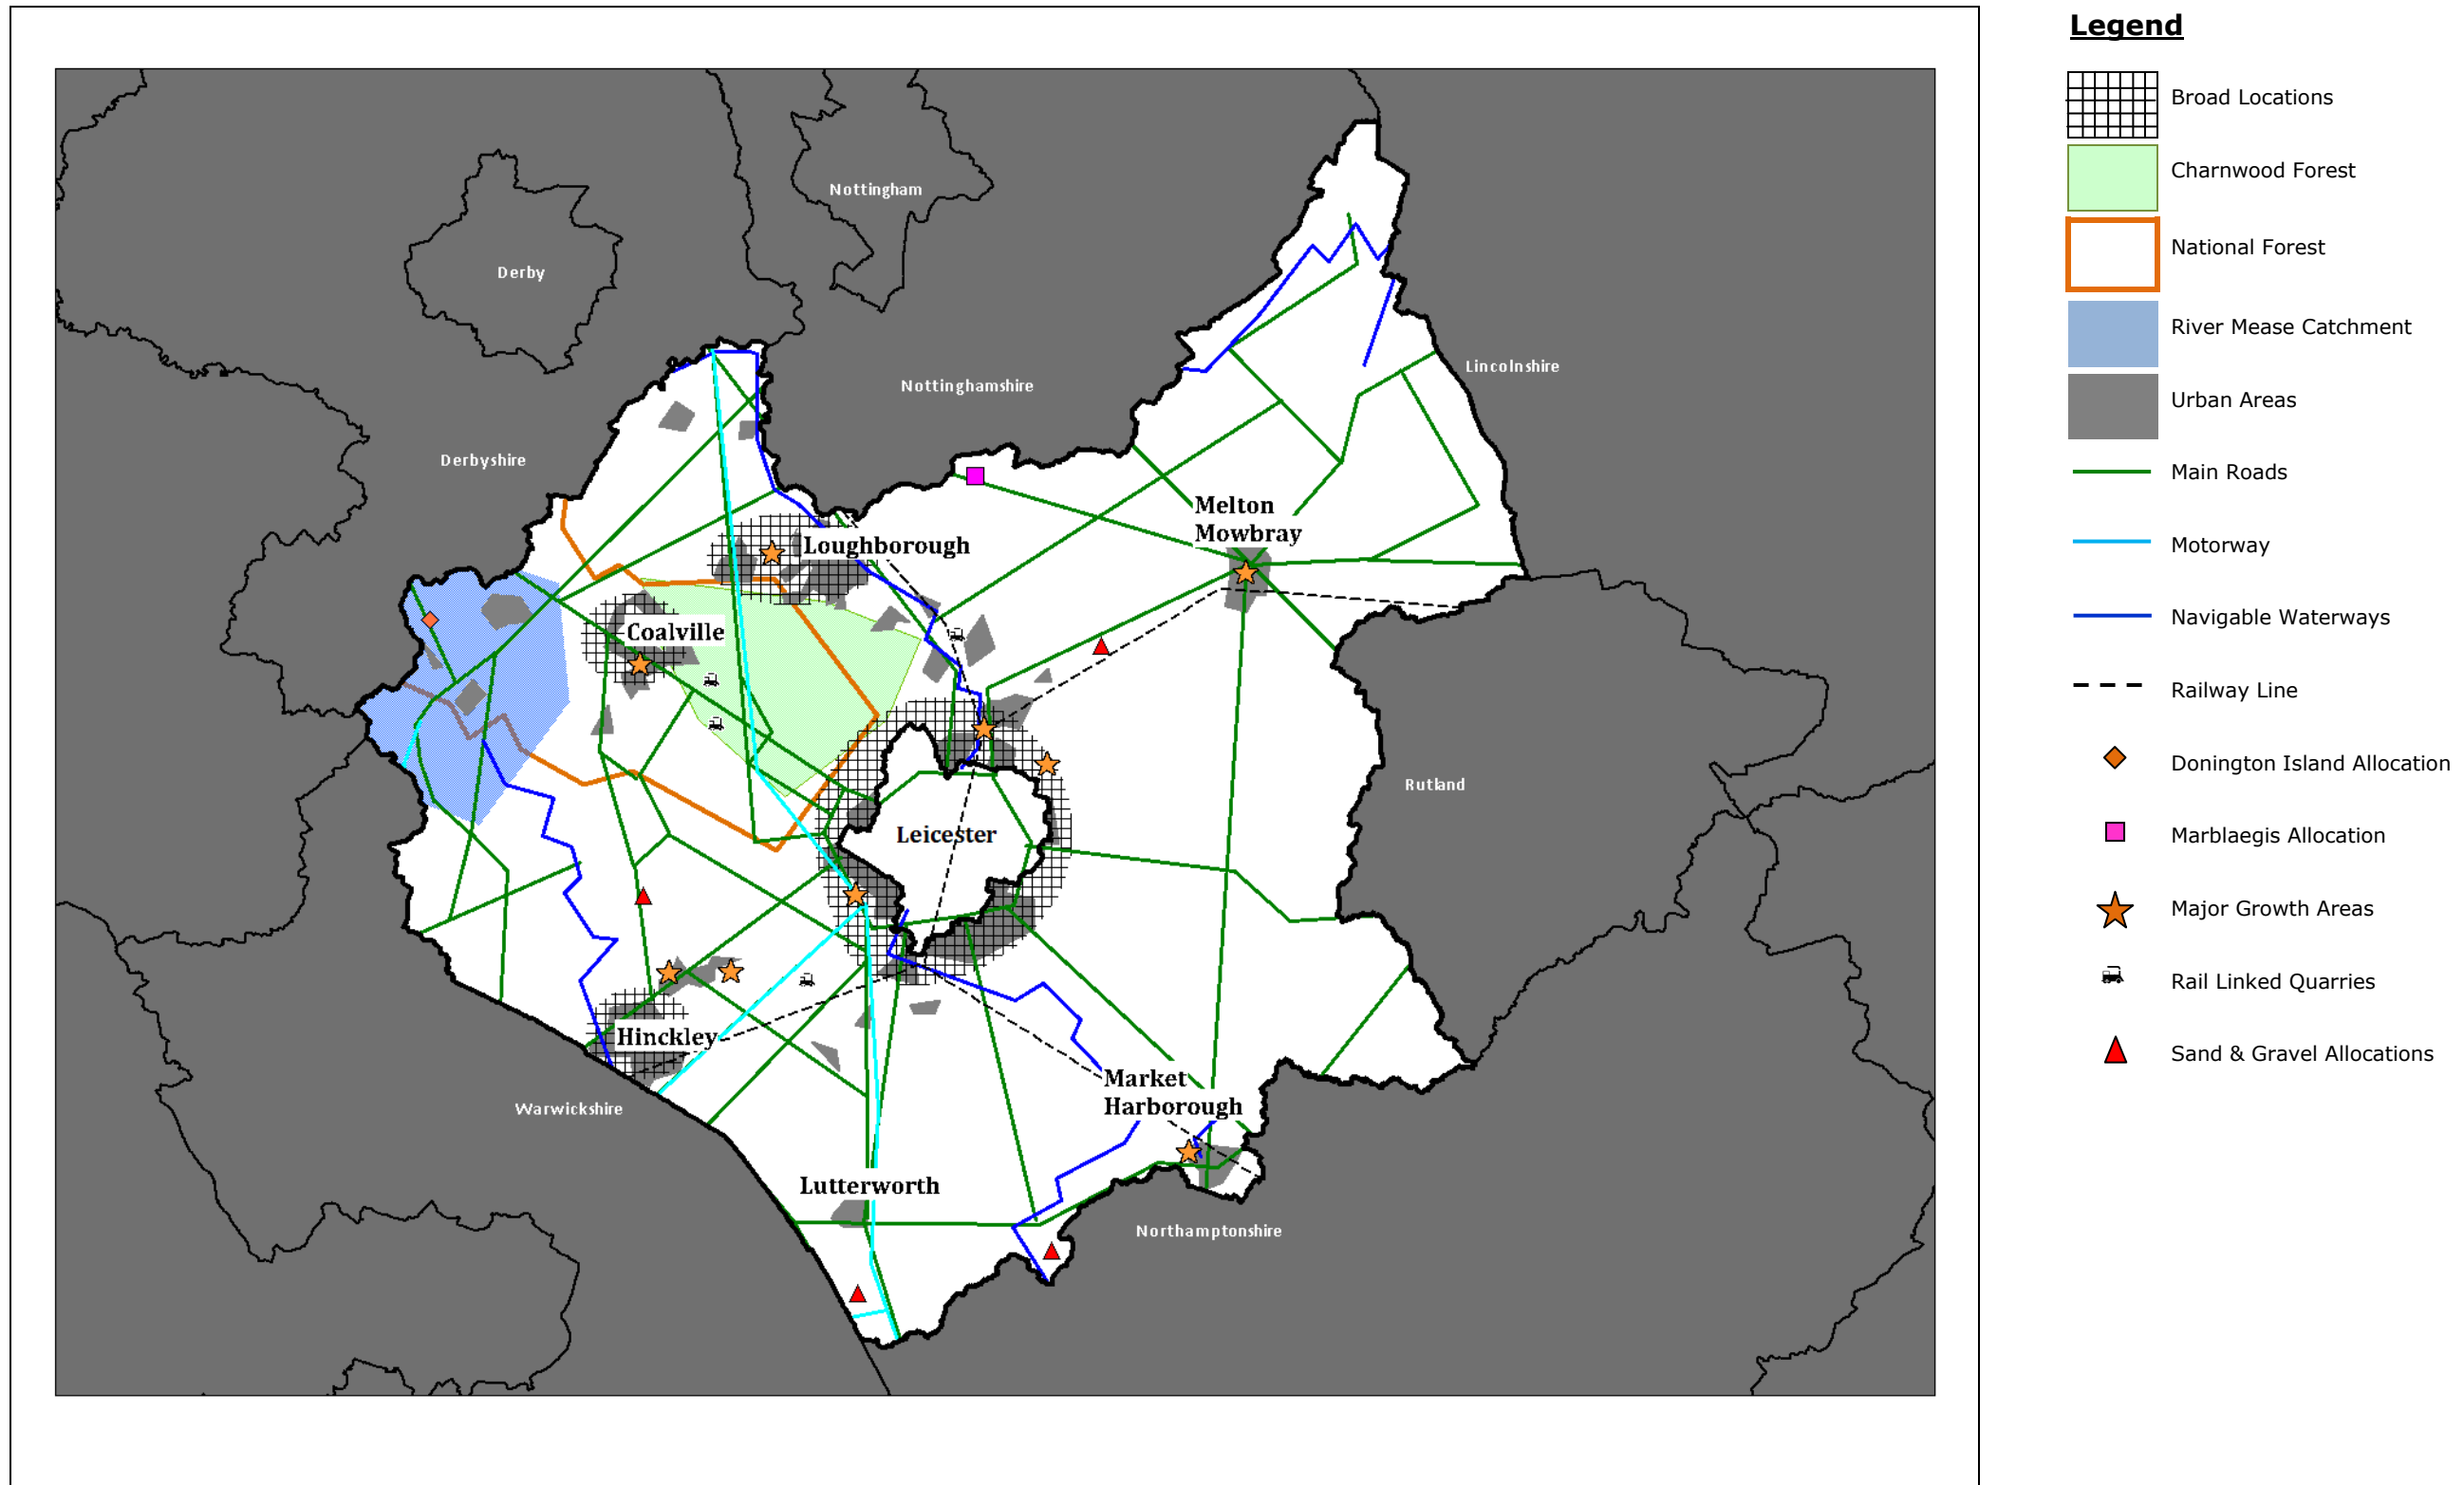 Legend
Broad Locations
Charnwood Forest
National Forest
River Mease Catchment
Urban Areas
Main Roads
Motorway
Navigable Waterways
Railway Line
Donington Island Allocation
Marblaegis Allocation
Major Growth Areas
Rail Linked Quarries
Sand & Gravel Allocations
Nottingham
Derby
Nottinghamshire
Lincolnshire
Derbyshire
Melton
Mowbray
Loughborough
Coalville
Rutland
Leicester
Hinckley
Market
Harborough
Warwickshire
Lutterworth
Northamptonshire